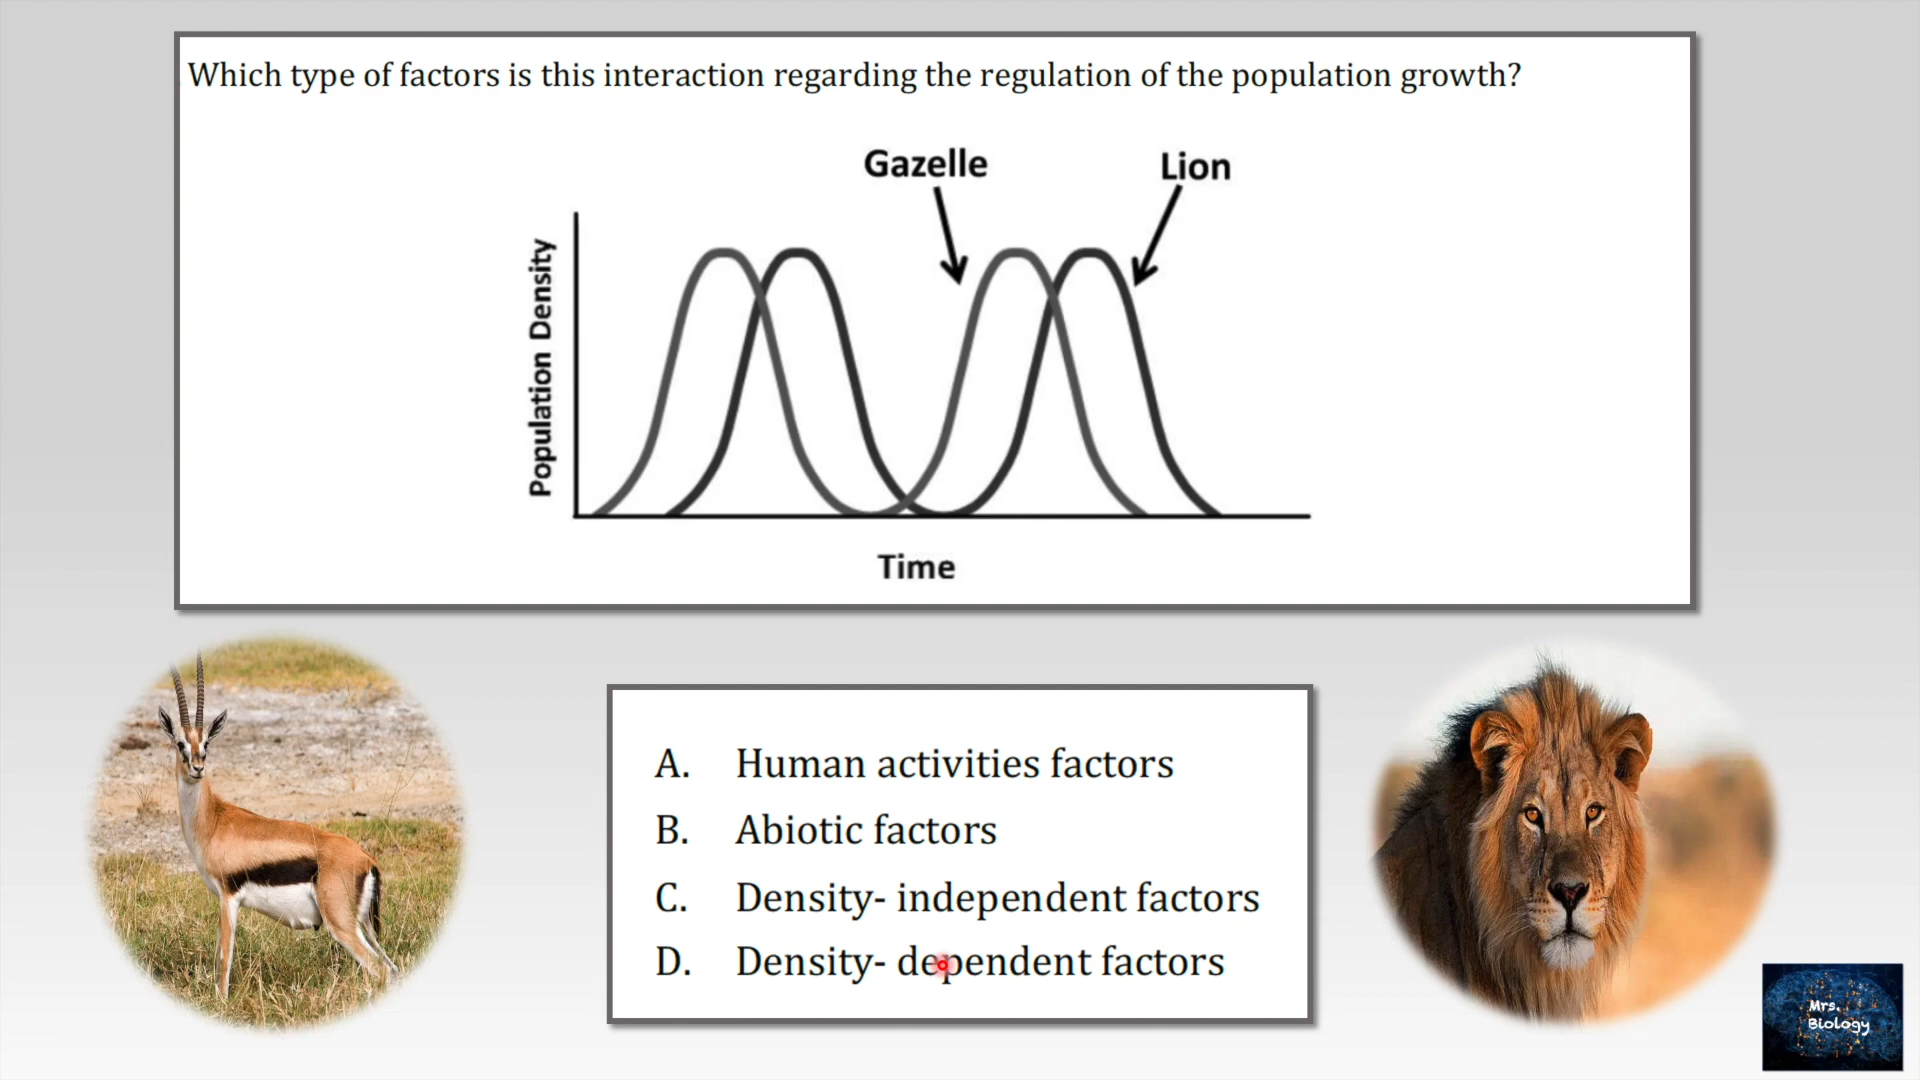 Which type of factors is this interaction regarding the regulation of the population growth?
Gazelle
Lion
Population Density
Time
A. Human activities factors
B. Abiotic factors
C. Density- independent factors
D. Density- dependent factors
Mrs.
Biology